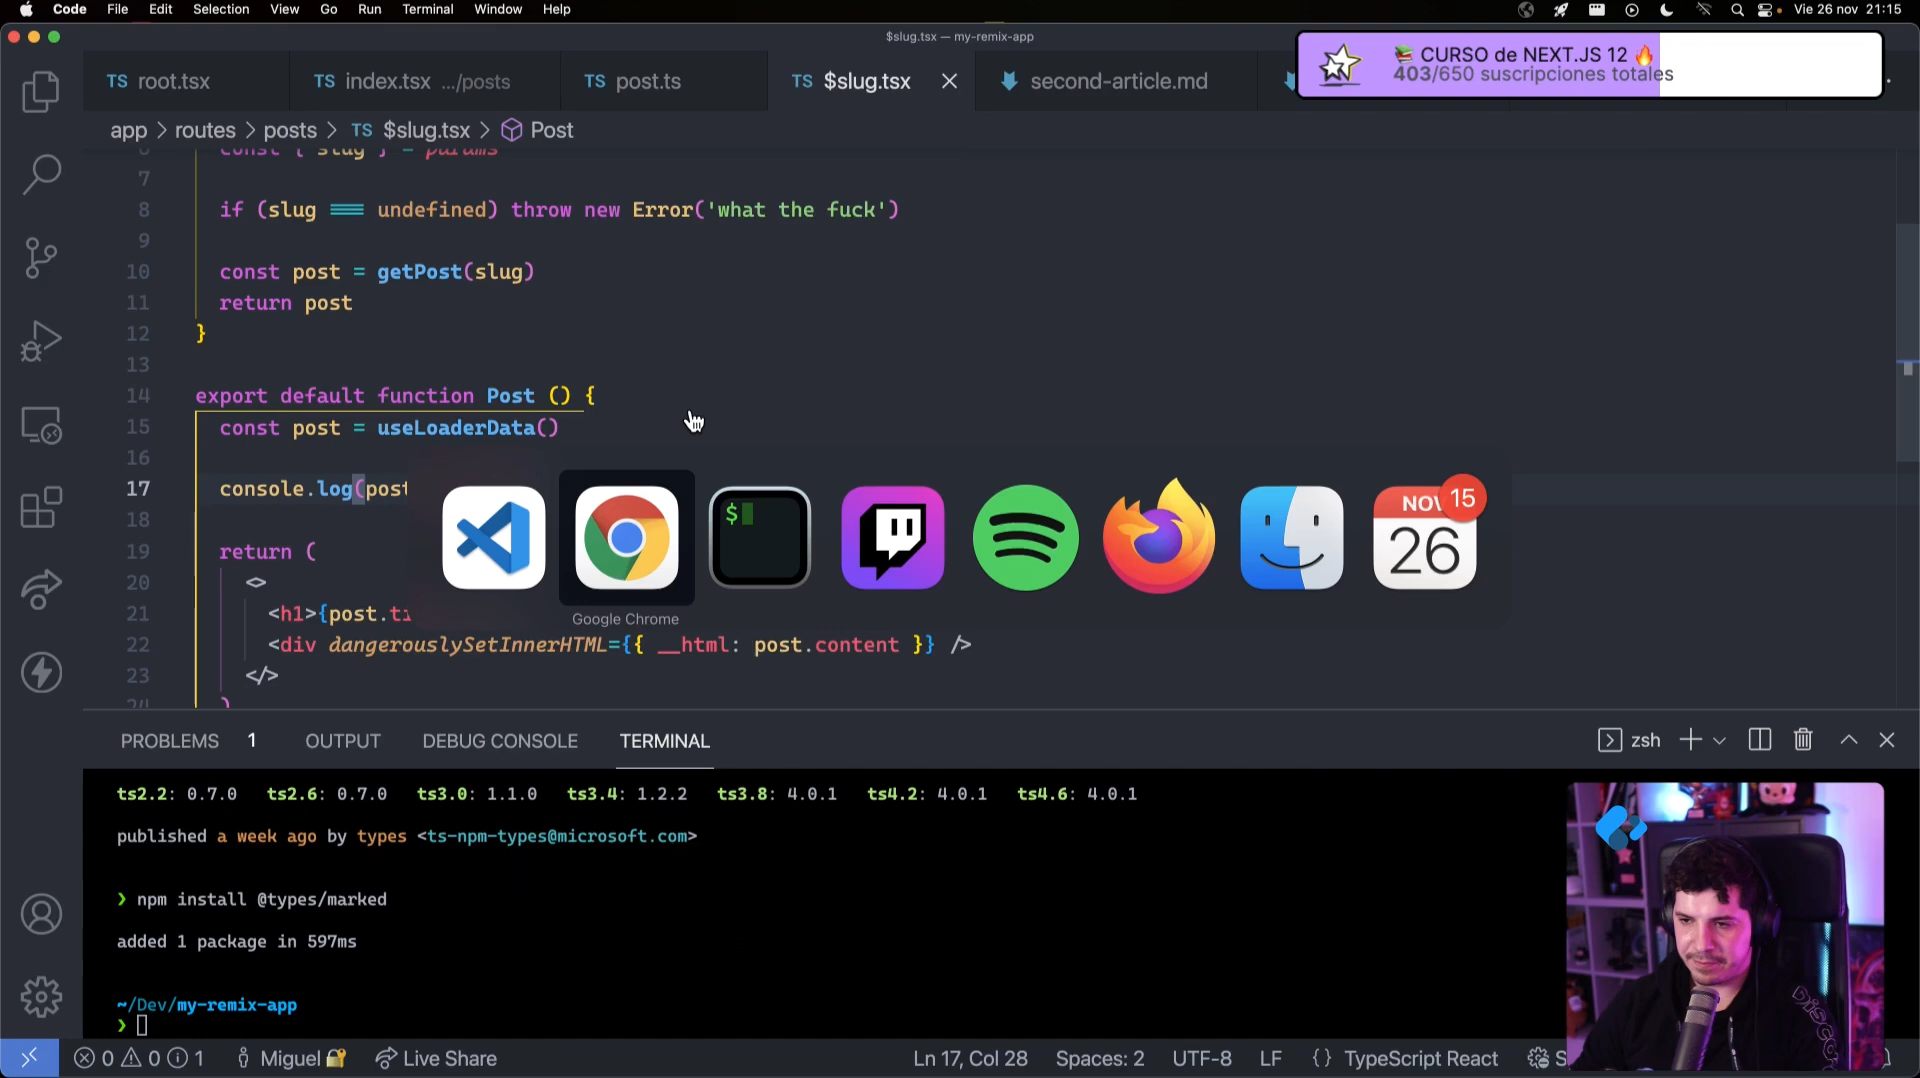 Code File Edit Selection View Go Run Terminal Window Help
Vie 26 nov 21:15
$slug.tsx — my-remix-app
📚 CURSO de NEXT.JS 12 🔥
403/650 suscripciones totales
TS root.tsx
TS index.tsx .../posts
TS post.ts
TS $slug.tsx
second-article.md
app > routes > posts > TS $slug.tsx > Post
6 const { slug } = params
7
8 if (slug === undefined) throw new Error('what the fuck')
9
10 const post = getPost(slug)
11 return post
12 }
13
14 export default function Post () {
15 const post = useLoaderData()
16
17 console.log(post
18
19 return (
20 <>
21 <h1>{post.ti
22 <div dangerouslySetInnerHTML={{ __html: post.content }} />
23 </>
24 )
$
NOV
15
26
Google Chrome
PROBLEMS 1 OUTPUT DEBUG CONSOLE TERMINAL
zsh
ts2.2: 0.7.0 ts2.6: 0.7.0 ts3.0: 1.1.0 ts3.4: 1.2.2 ts3.8: 4.0.1 ts4.2: 4.0.1 ts4.6: 4.0.1
published a week ago by types <ts-npm-types@microsoft.com>
❯ npm install @types/marked
added 1 package in 597ms
~/Dev/my-remix-app
❯
0 0 1 Miguel 🔐 Live Share
Ln 17, Col 28 Spaces: 2 UTF-8 LF {} TypeScript React